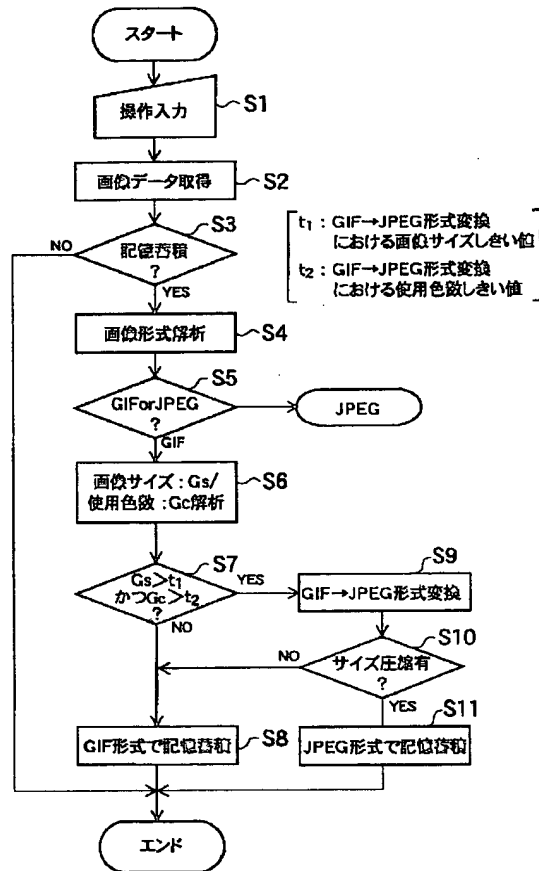 スタート
操作入力
S1
画像データ取得
S2
S3
記憶蓄積
?
NO
YES
t₁：GIF→JPEG形式変換
における画像サイズしきい値
t₂：GIF→JPEG形式変換
における使用色数しきい値
画像形式解析
S4
S5
GIForJPEG
?
GIF
JPEG
画像サイズ：Gs/
使用色数：Gc解析
S6
S7
Gs>t₁
かつGc>t₂
?
YES
NO
S9
GIF→JPEG形式変換
S10
サイズ圧縮有
?
NO
YES
GIF形式で記憶蓄積
S8
S11
JPEG形式で記憶蓄積
エンド